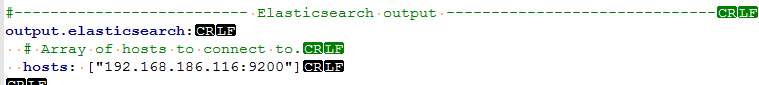 #-------------------------- Elasticsearch output ------------------------------CRLF
output.elasticsearch:CRLF
  # Array of hosts to connect to.CRLF
  hosts: ["192.168.186.116:9200"]CRLF
CRLF